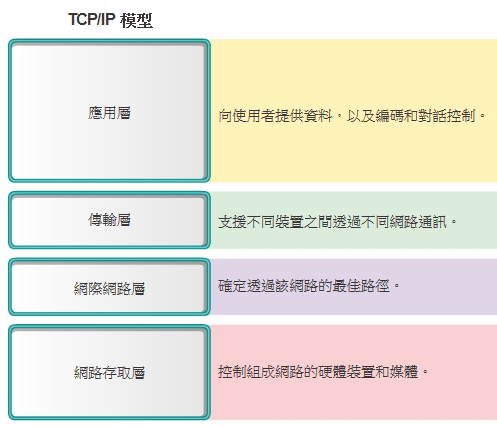 TCP/IP 模型
應用層
向使用者提供資料，以及編碼和對話控制。
傳輸層
支援不同裝置之間透過不同網路通訊。
網際網路層
確定透過該網路的最佳路徑。
網路存取層
控制組成網路的硬體裝置和媒體。